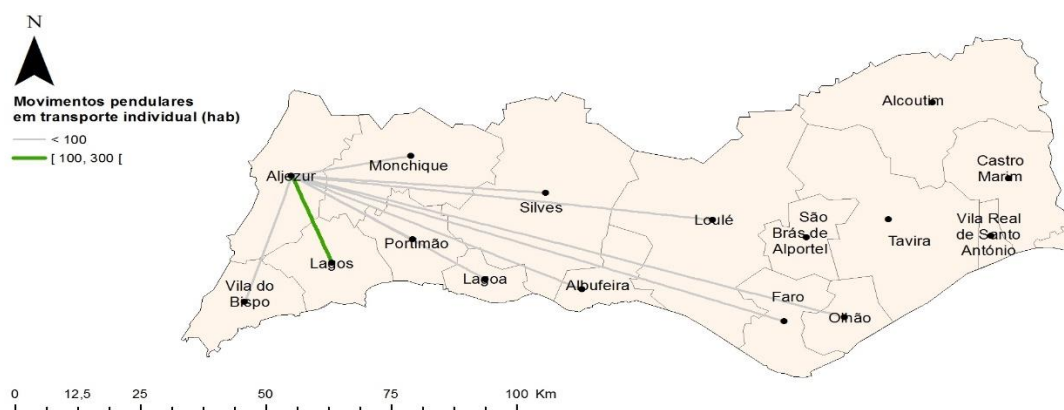 N
Movimentos pendulares
em transporte individual (hab)
< 100
[ 100, 300 [
Alcoutim
Monchique
Castro
Marim
Aljezur
Silves
Loulé
São
Brás de
Alportel
Vila Real
de Santo
António
Tavira
Portimão
Lagos
Lagoa
Albufeira
Vila do
Bispo
Faro
Olhão
0 12,5 25 50 75 100 Km